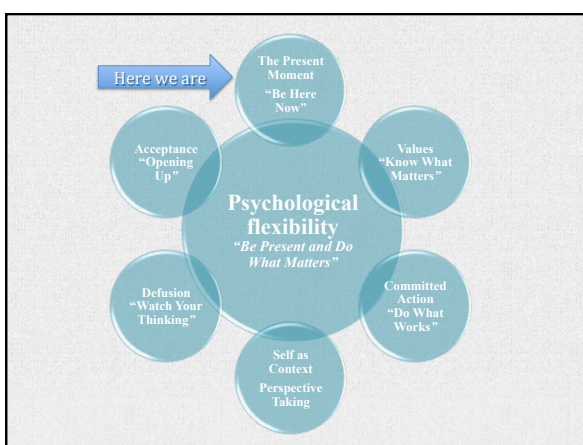 Here we are
The Present
Moment
“Be Here
Now”
Acceptance
“Opening
Up”
Values
“Know What
Matters”
Psychological
flexibility
“Be Present and Do
What Matters”
Defusion
“Watch Your
Thinking”
Committed
Action
“Do What
Works”
Self as
Context
Perspective
Taking